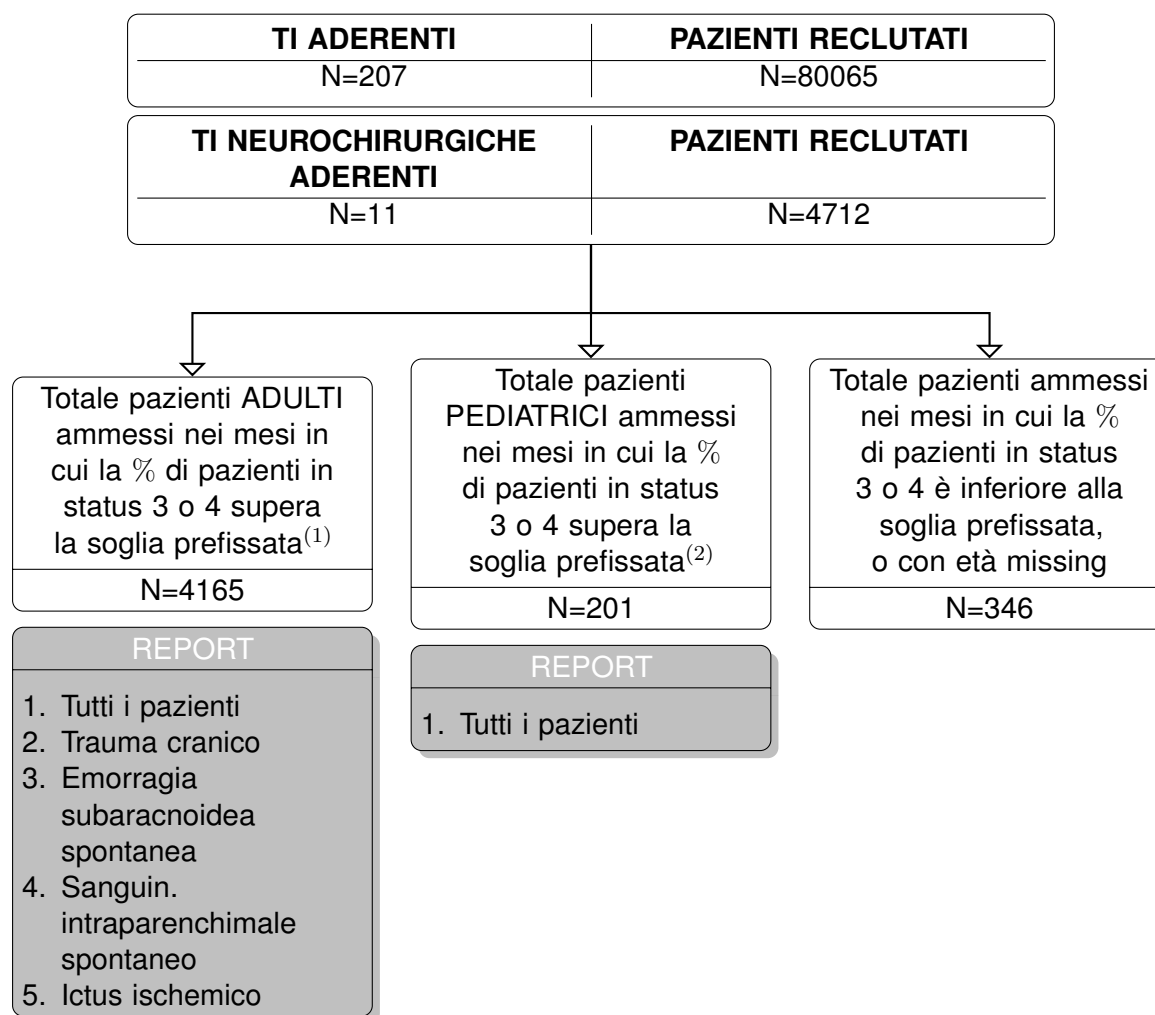 TI ADERENTI
PAZIENTI RECLUTATI
N=207
N=80065
TI NEUROCHIRURGICHE
ADERENTI
PAZIENTI RECLUTATI
N=11
N=4712
Totale pazienti ADULTI
ammessi nei mesi in
cui la % di pazienti in
status 3 o 4 supera
la soglia prefissata(1)
N=4165
REPORT
1. Tutti i pazienti
2. Trauma cranico
3. Emorragia
subaracnoidea
spontanea
4. Sanguin.
intraparenchimale
spontaneo
5. Ictus ischemico
Totale pazienti
PEDIATRICI ammessi
nei mesi in cui la %
di pazienti in status
3 o 4 supera la
soglia prefissata(2)
N=201
REPORT
1. Tutti i pazienti
Totale pazienti ammessi
nei mesi in cui la %
di pazienti in status
3 o 4 è inferiore alla
soglia prefissata,
o con età missing
N=346